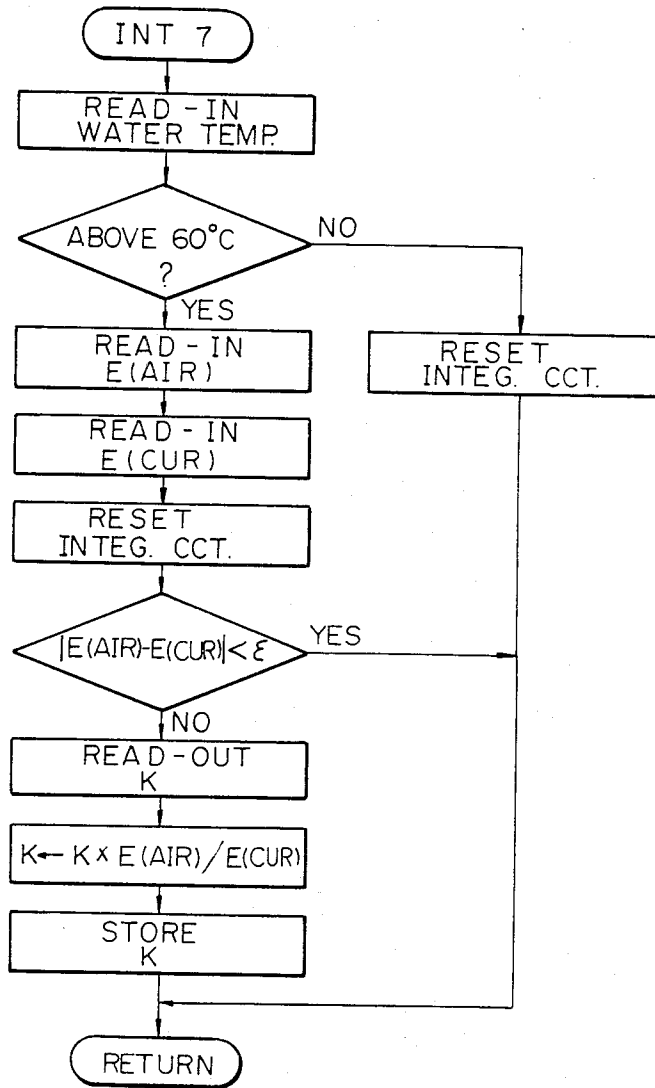 INT 7
READ-IN
WATER TEMP.
ABOVE 60°C
?
NO
YES
READ-IN
E(AIR)
RESET
INTEG. CCT.
READ-IN
E(CUR)
RESET
INTEG. CCT.
|E(AIR)-E(CUR)|<ε
YES
NO
READ-OUT
K
K← K × E(AIR)/E(CUR)
STORE
K
RETURN